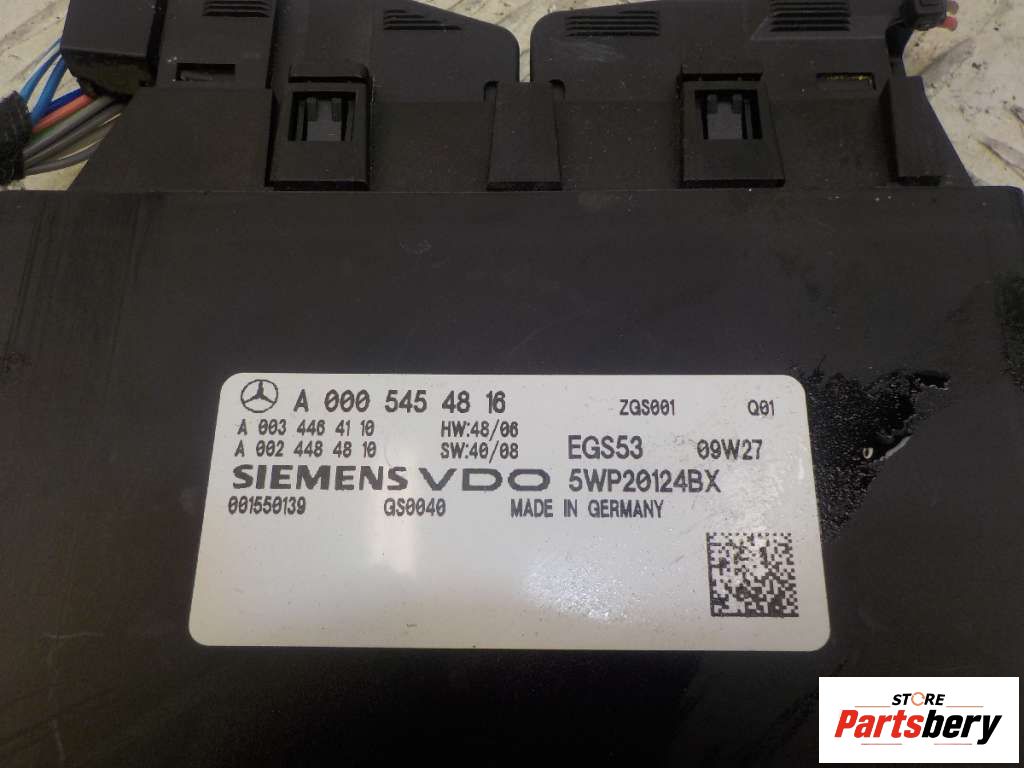 A 000 545 48 16 ZGS001 Q01
A 003 446 41 10 HW:48/06
A 002 448 48 10 SW:40/08 EGS53 09W27
SIEMENS VDO 5WP20124BX
001550139 GS0040 MADE IN GERMANY
STORE
Partsbery